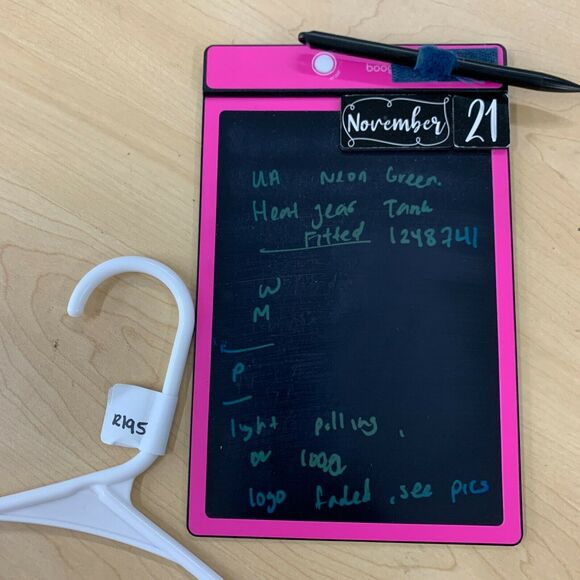 boog
November 21
UA Neon Green.
Heat gear Tank
Fitted 1248741
W
M
P
light pilling,
on logo
logo faded, see pics
R195